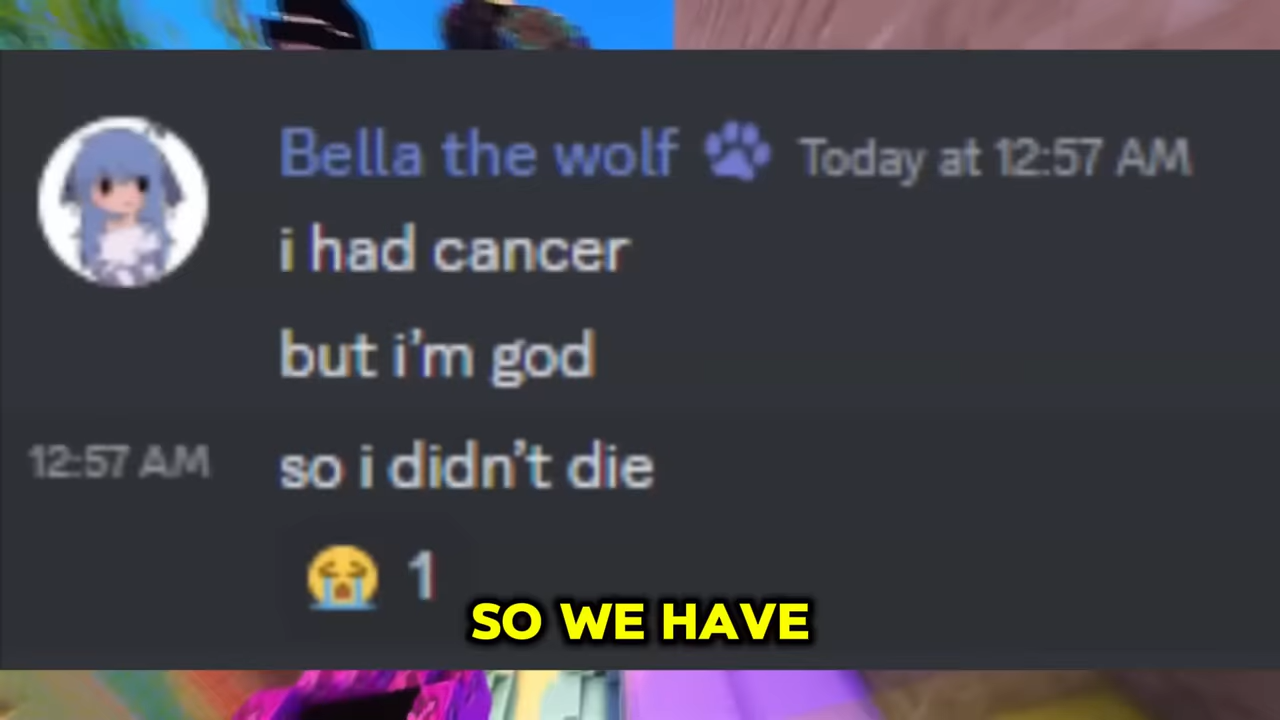 Bella the wolf 🐾 Today at 12:57 AM
i had cancer
but i'm god
12:57 AM so i didn't die
😭 1
SO WE HAVE